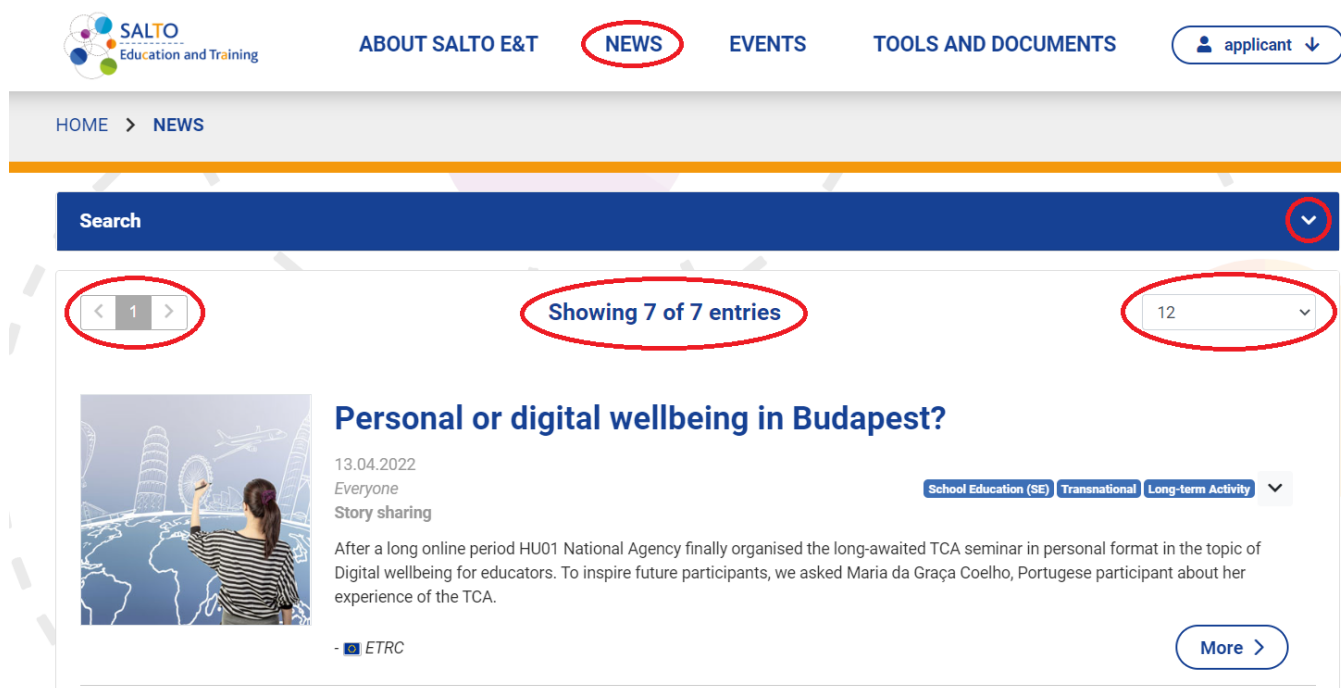 SALTO
Education and Training
ABOUT SALTO E&T
NEWS
EVENTS
TOOLS AND DOCUMENTS
applicant
HOME > NEWS
Search
< 1 >
Showing 7 of 7 entries
12
Personal or digital wellbeing in Budapest?
13.04.2022
Everyone
School Education (SE) Transnational Long-term Activity
Story sharing
After a long online period HU01 National Agency finally organised the long-awaited TCA seminar in personal format in the topic of
Digital wellbeing for educators. To inspire future participants, we asked Maria da Graça Coelho, Portugese participant about her
experience of the TCA.
- ETRC
More >